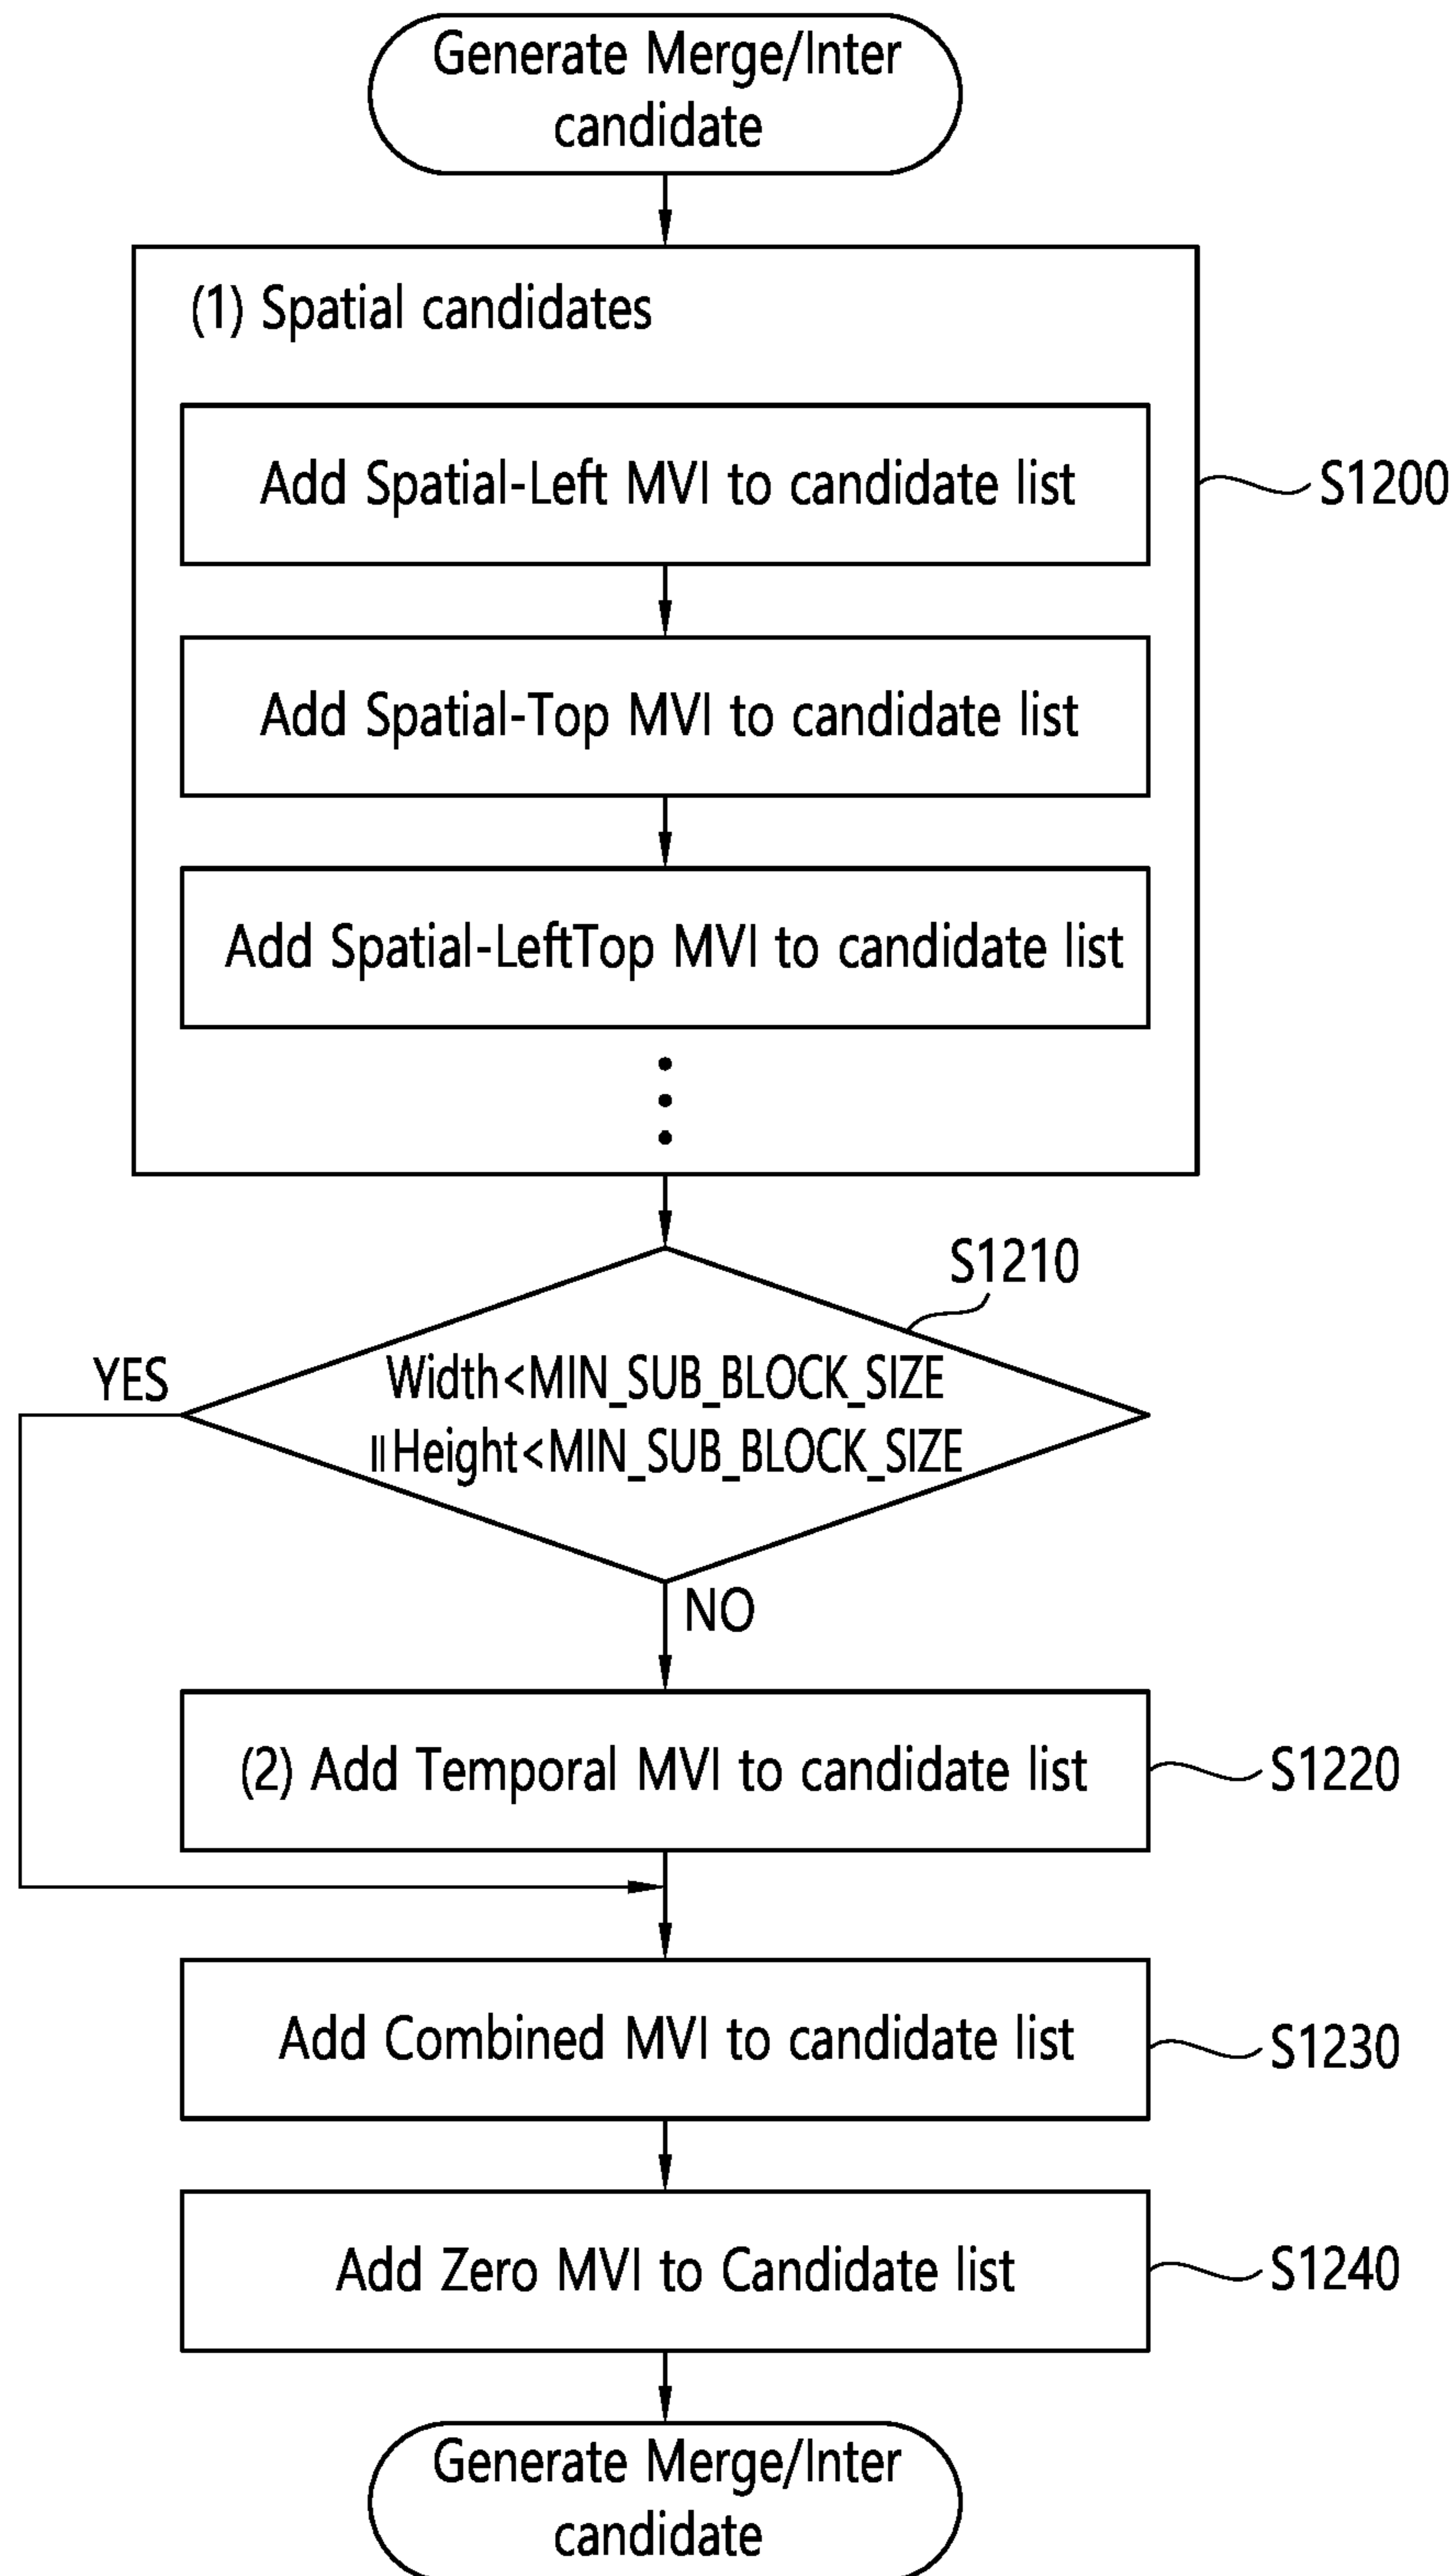 Generate Merge/Inter
candidate
(1) Spatial candidates
Add Spatial-Left MVI to candidate list
S1200
Add Spatial-Top MVI to candidate list
Add Spatial-LeftTop MVI to candidate list
S1210
YES
Width<MIN_SUB_BLOCK_SIZE
||Height<MIN_SUB_BLOCK_SIZE
NO
(2) Add Temporal MVI to candidate list
S1220
Add Combined MVI to candidate list
S1230
Add Zero MVI to Candidate list
S1240
Generate Merge/Inter
candidate